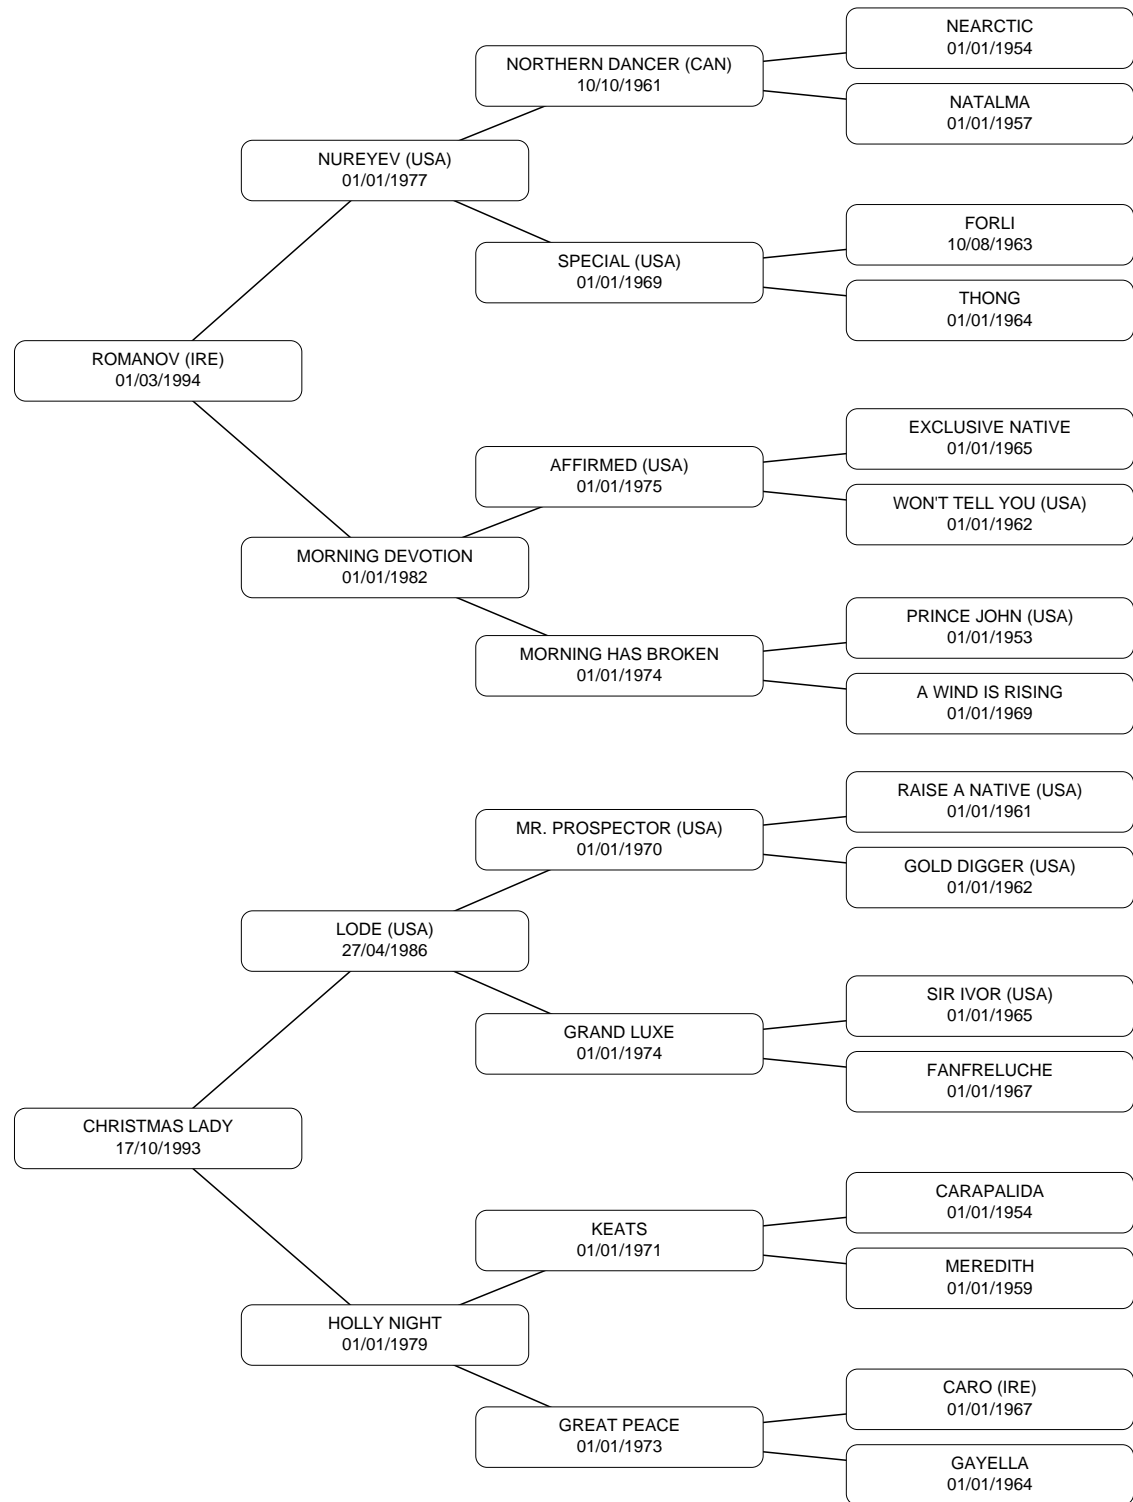 NEARCTIC
01/01/1954
NORTHERN DANCER (CAN)
10/10/1961
NATALMA
01/01/1957
NUREYEV (USA)
01/01/1977
FORLI
10/08/1963
SPECIAL (USA)
01/01/1969
THONG
01/01/1964
ROMANOV (IRE)
01/03/1994
EXCLUSIVE NATIVE
01/01/1965
AFFIRMED (USA)
01/01/1975
WON'T TELL YOU (USA)
01/01/1962
MORNING DEVOTION
01/01/1982
PRINCE JOHN (USA)
01/01/1953
MORNING HAS BROKEN
01/01/1974
A WIND IS RISING
01/01/1969
RAISE A NATIVE (USA)
01/01/1961
MR. PROSPECTOR (USA)
01/01/1970
GOLD DIGGER (USA)
01/01/1962
LODE (USA)
27/04/1986
SIR IVOR (USA)
01/01/1965
GRAND LUXE
01/01/1974
FANFRELUCHE
01/01/1967
CHRISTMAS LADY
17/10/1993
CARAPALIDA
01/01/1954
KEATS
01/01/1971
MEREDITH
01/01/1959
HOLLY NIGHT
01/01/1979
CARO (IRE)
01/01/1967
GREAT PEACE
01/01/1973
GAYELLA
01/01/1964